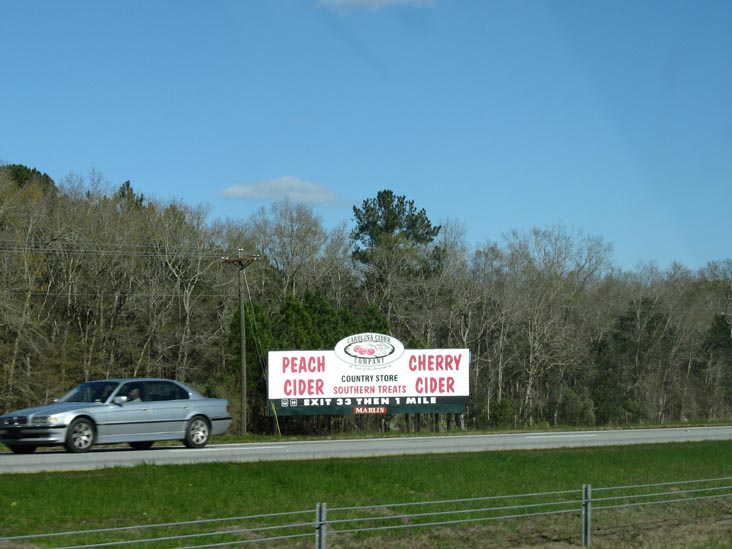 CAROLINA CIDER
COMPANY
PEACH
CIDER
COUNTRY STORE
SOUTHERN TREATS
CHERRY
CIDER
EXIT 33 THEN 1 MILE
MARLIN